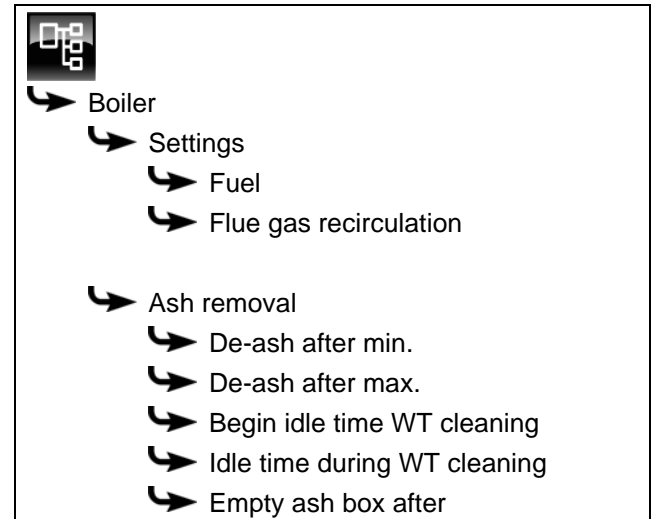 Boiler
Settings
Fuel
Flue gas recirculation
Ash removal
De-ash after min.
De-ash after max.
Begin idle time WT cleaning
Idle time during WT cleaning
Empty ash box after